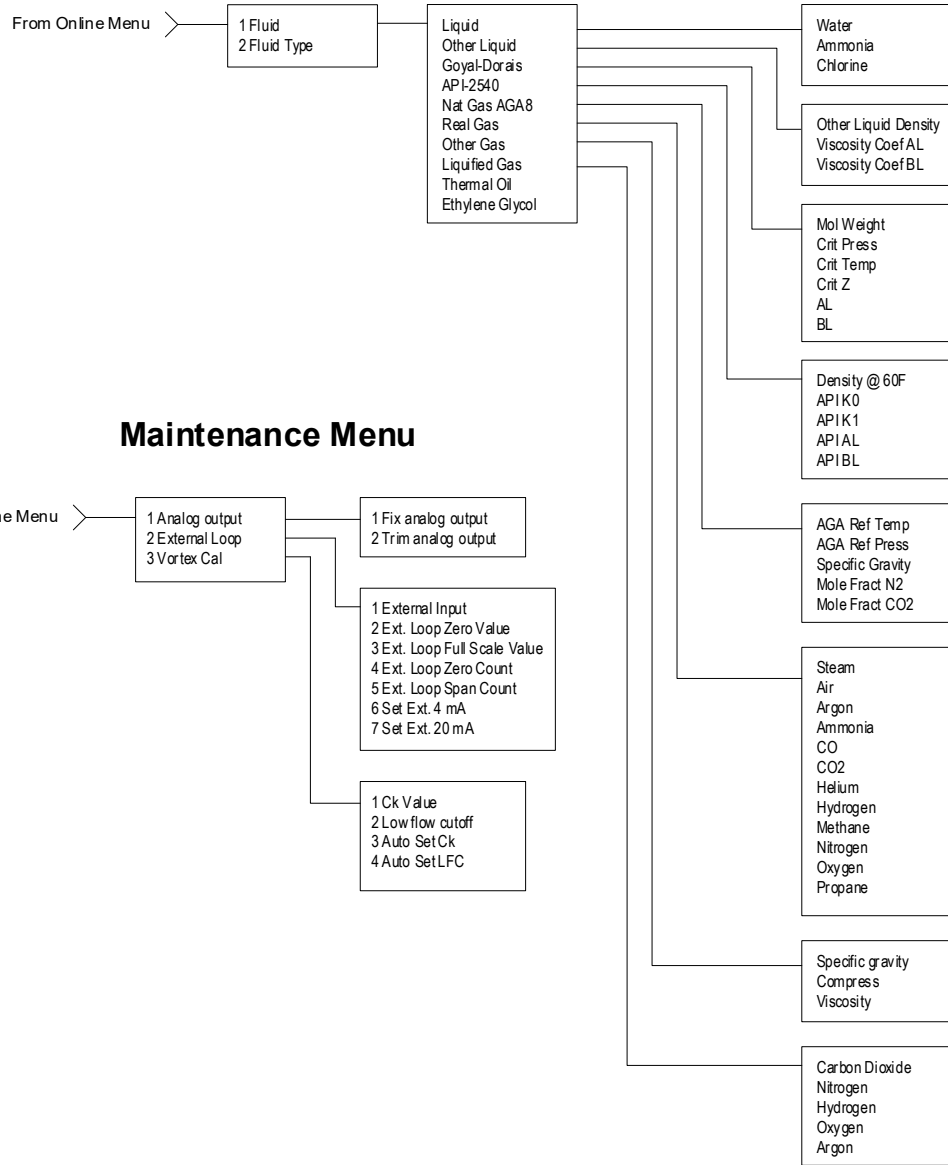 From Online Menu
1 Fluid
2 Fluid Type
Liquid
Other Liquid
Goyal-Dorais
API-2540
Nat Gas AGA8
Real Gas
Other Gas
Liquified Gas
Thermal Oil
Ethylene Glycol
Water
Ammonia
Chlorine
Other Liquid Density
Viscosity Coef AL
Viscosity Coef BL
Mol Weight
Crit Press
Crit Temp
Crit Z
AL
BL
Density @ 60F
API K0
API K1
API AL
API BL
AGA Ref Temp
AGA Ref Press
Specific Gravity
Mole Fract N2
Mole Fract CO2
Steam
Air
Argon
Ammonia
CO
CO2
Helium
Hydrogen
Methane
Nitrogen
Oxygen
Propane
Specific gravity
Compress
Viscosity
Carbon Dioxide
Nitrogen
Hydrogen
Oxygen
Argon
Maintenance Menu
ne Menu
1 Analog output
2 External Loop
3 Vortex Cal
1 Fix analog output
2 Trim analog output
1 External Input
2 Ext. Loop Zero Value
3 Ext. Loop Full Scale Value
4 Ext. Loop Zero Count
5 Ext. Loop Span Count
6 Set Ext. 4 mA
7 Set Ext. 20 mA
1 Ck Value
2 Low flow cutoff
3 Auto Set Ck
4 Auto Set LFC